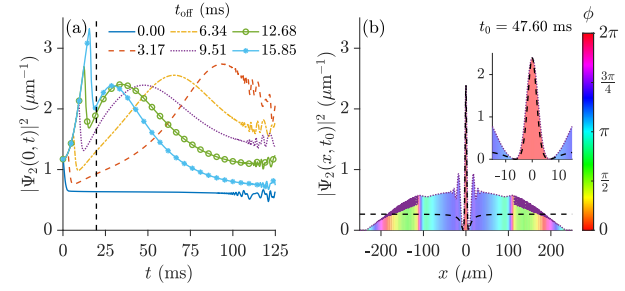 t_off (ms)
0.00 6.34 12.68
3.17 9.51 15.85
(a)
|Ψ₂(0, t)|² (μm⁻¹)
3
2
1
0
0 25 50 75 100 125
t (ms)
(b)
t₀ = 47.60 ms
|Ψ₂(x, t₀)|² (μm⁻¹)
3
2
1
0
-200 -100 0 100 200
x (μm)
2
1
0
-10 0 10
ϕ
2π
3π/4
π
π/2
0